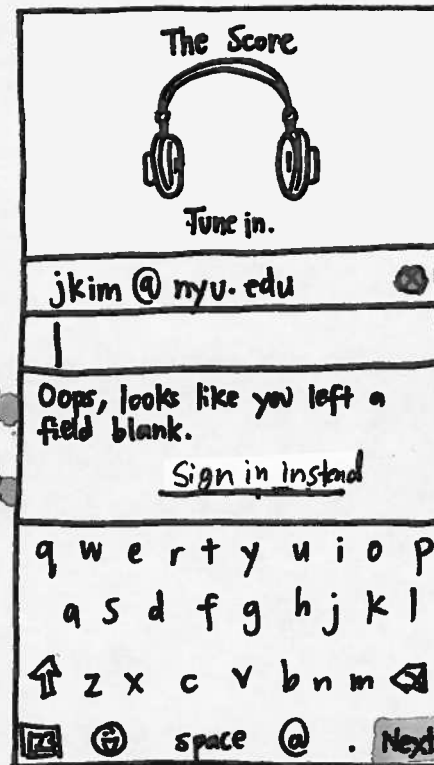 The Score
Tune in.
jkim @ nyu.edu
Oops, looks like you left a
field blank.
Sign in instead
q w e r t y u i o p
a s d f g h j k l
z x c v b n m
123 space @ . Next